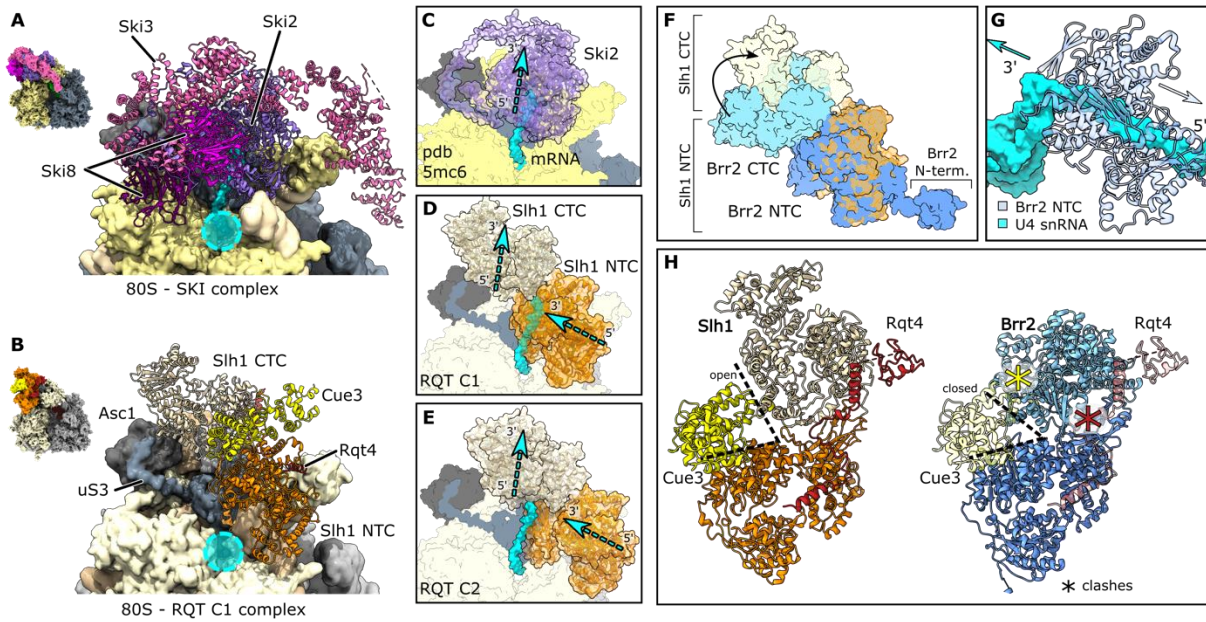 A
Ski3
Ski2
Ski8
80S - SKI complex
B
Slh1 CTC
Cue3
Asc1
Rqt4
uS3
Slh1 NTC
80S - RQT C1 complex
C
3'
Ski2
5'
pdb
5mc6
mRNA
D
Slh1 CTC
3'
Slh1 NTC
5'
3'
5'
RQT C1
E
3'
5'
3'
5'
RQT C2
F
Slh1 CTC
Slh1 NTC
Brr2 CTC
Brr2 NTC
Brr2
N-term.
G
3'
5'
Brr2 NTC
U4 snRNA
H
Slh1
Rqt4
open
Cue3
Brr2
Rqt4
closed
Cue3
* clashes